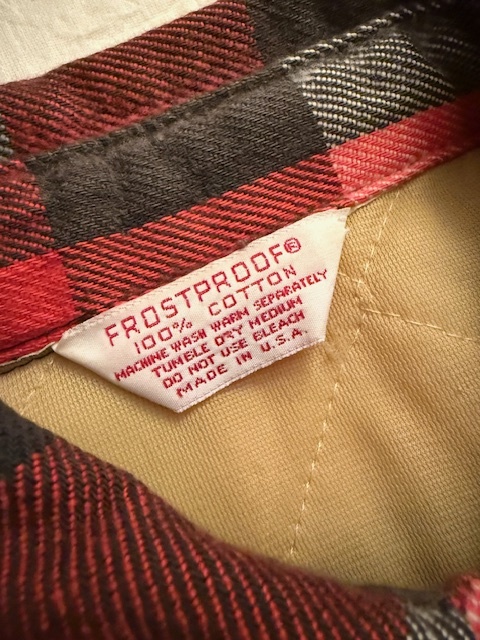 FROSTPROOF®
100% COTTON
MACHINE WASH WARM SEPARATELY
TUMBLE DRY MEDIUM
DO NOT USE BLEACH
MADE IN U.S.A.